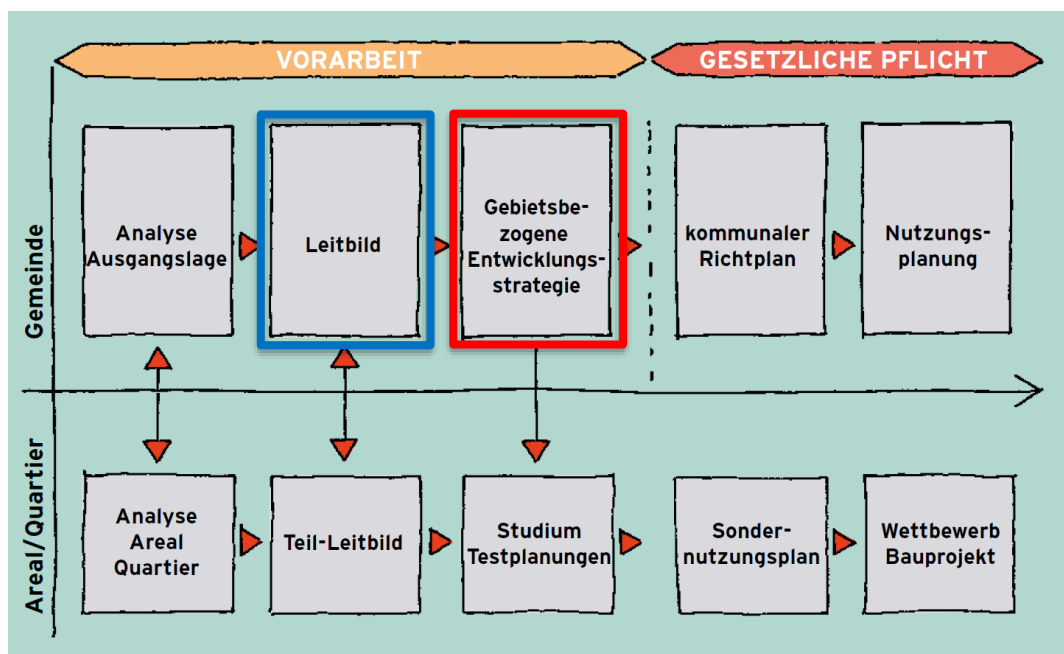 VORARBEIT
GESETZLICHE PFLICHT
Gemeinde
Analyse
Ausgangslage
Leitbild
Gebietsbe-
zogene
Entwicklungs-
strategie
kommunaler
Richtplan
Nutzungs-
planung
Areal/Quartier
Analyse
Areal
Quartier
Teil-Leitbild
Studium
Testplanungen
Sonder-
nutzungsplan
Wettbewerb
Bauprojekt